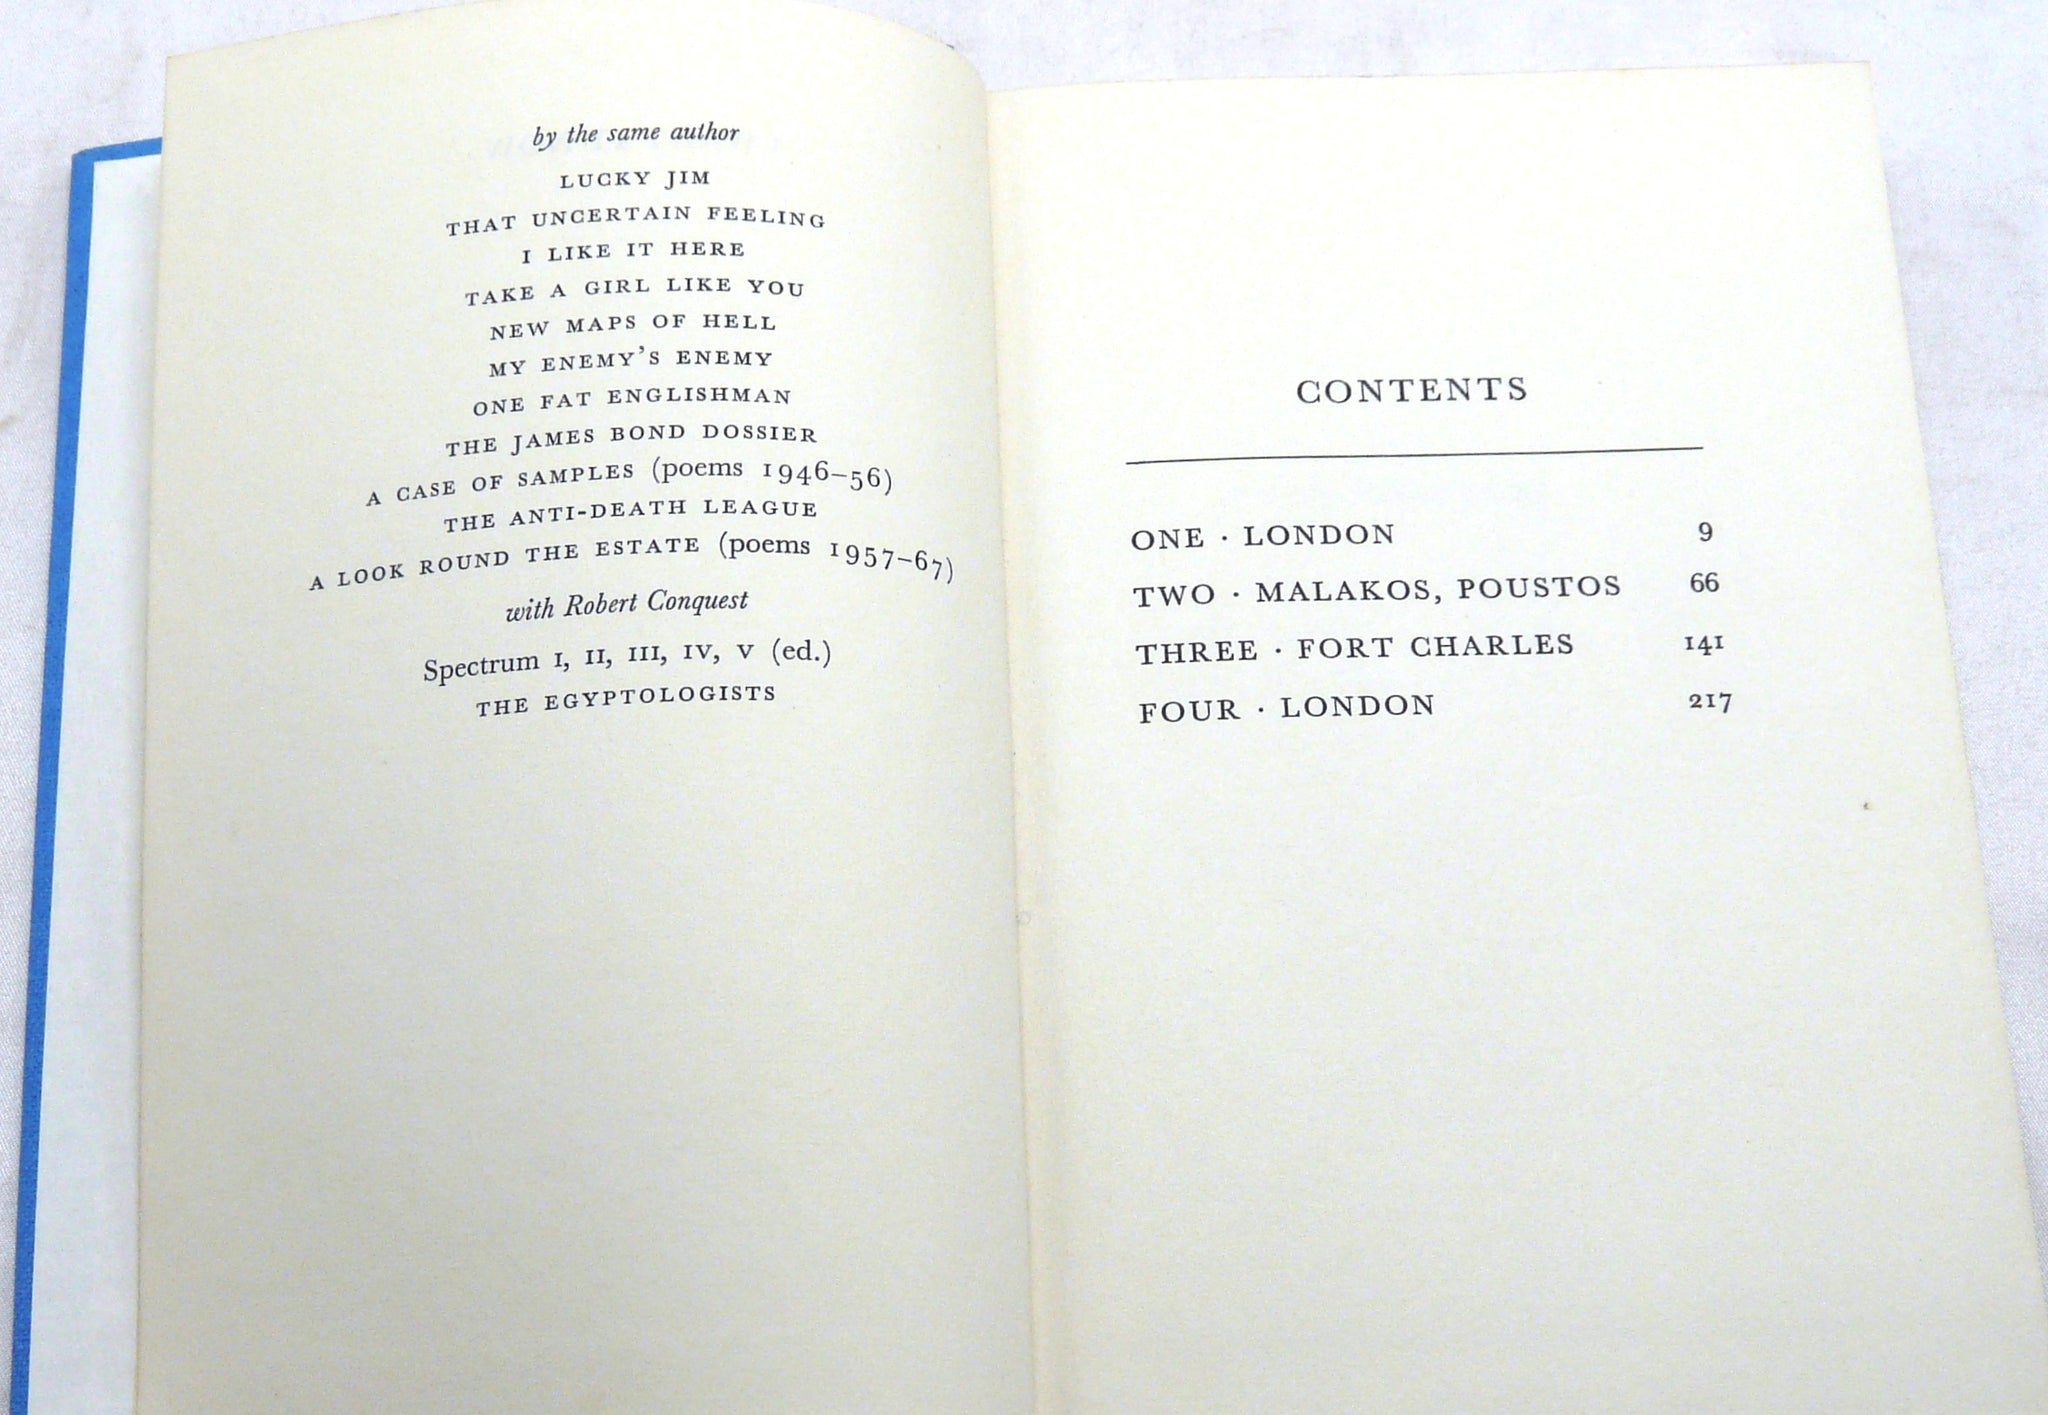 by the same author
LUCKY JIM
THAT UNCERTAIN FEELING
I LIKE IT HERE
TAKE A GIRL LIKE YOU
NEW MAPS OF HELL
MY ENEMY'S ENEMY
ONE FAT ENGLISHMAN
THE JAMES BOND DOSSIER
A CASE OF SAMPLES (poems 1946–56)
THE ANTI-DEATH LEAGUE
A LOOK ROUND THE ESTATE (poems 1957–67)
with Robert Conquest
Spectrum I, II, III, IV, V (ed.)
THE EGYPTOLOGISTS
CONTENTS
ONE · LONDON 9
TWO · MALAKOS, POUSTOS 66
THREE · FORT CHARLES 141
FOUR · LONDON 217